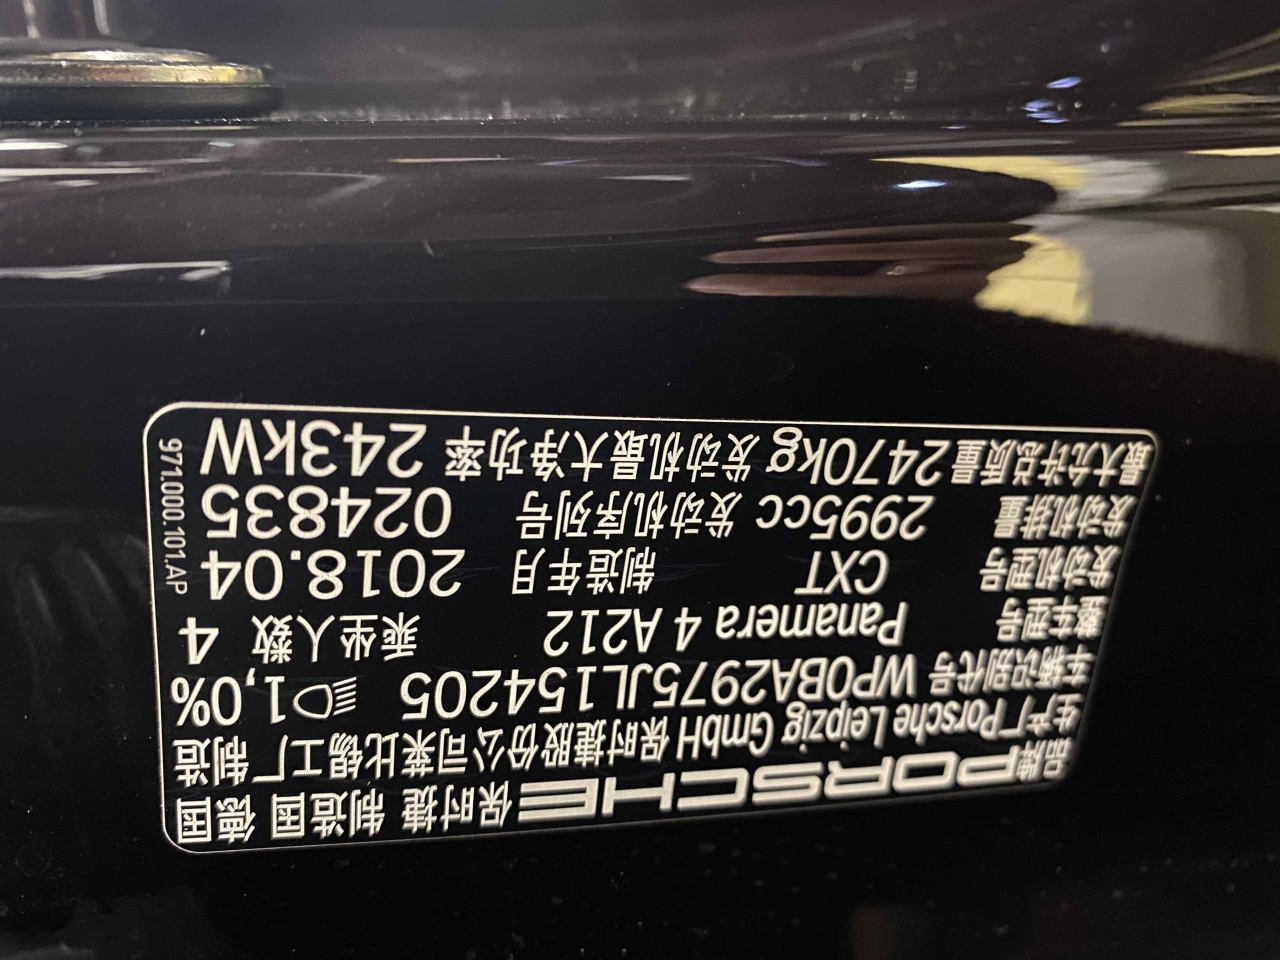 品牌 PORSCHE 保时捷 制造国 德国
生产厂 Porsche Leipzig GmbH 保时捷股份公司莱比锡工厂 制造
车辆识别代号 WP0BA2975JL154205 1,0%
整车型号 Panamera 4 A212 乘坐人数 4
发动机型号 CXT 制造年月 2018.04
发动机排量 2995cc 发动机序列号 024835
最大允许总质量 2470kg 发动机最大净功率 243kW
971.000.101.AP